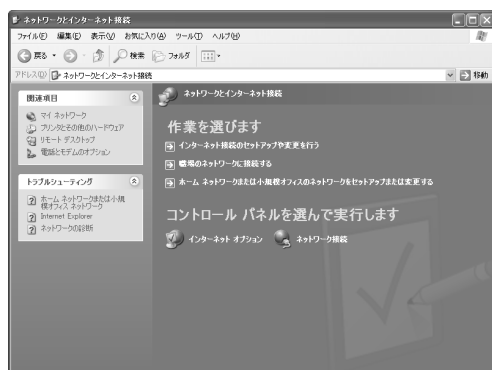 ネットワークとインターネット接続
ファイル(F) 編集(E) 表示(V) お気に入り(A) ツール(T) ヘルプ(H)
戻る 検索 フォルダ
アドレス(D) ネットワークとインターネット接続 移動
関連項目
マイ ネットワーク
プリンタとその他のハードウェア
リモート デスクトップ
電話とモデムのオプション
トラブルシューティング
ホーム ネットワークまたは小規
模オフィス ネットワーク
Internet Explorer
ネットワークの診断
ネットワークとインターネット接続
作業を選びます
インターネット接続のセットアップや変更を行う
職場のネットワークに接続する
ホーム ネットワークまたは小規模オフィスのネットワークをセットアップまたは変更する
コントロール パネルを選んで実行します
インターネット オプション ネットワーク接続